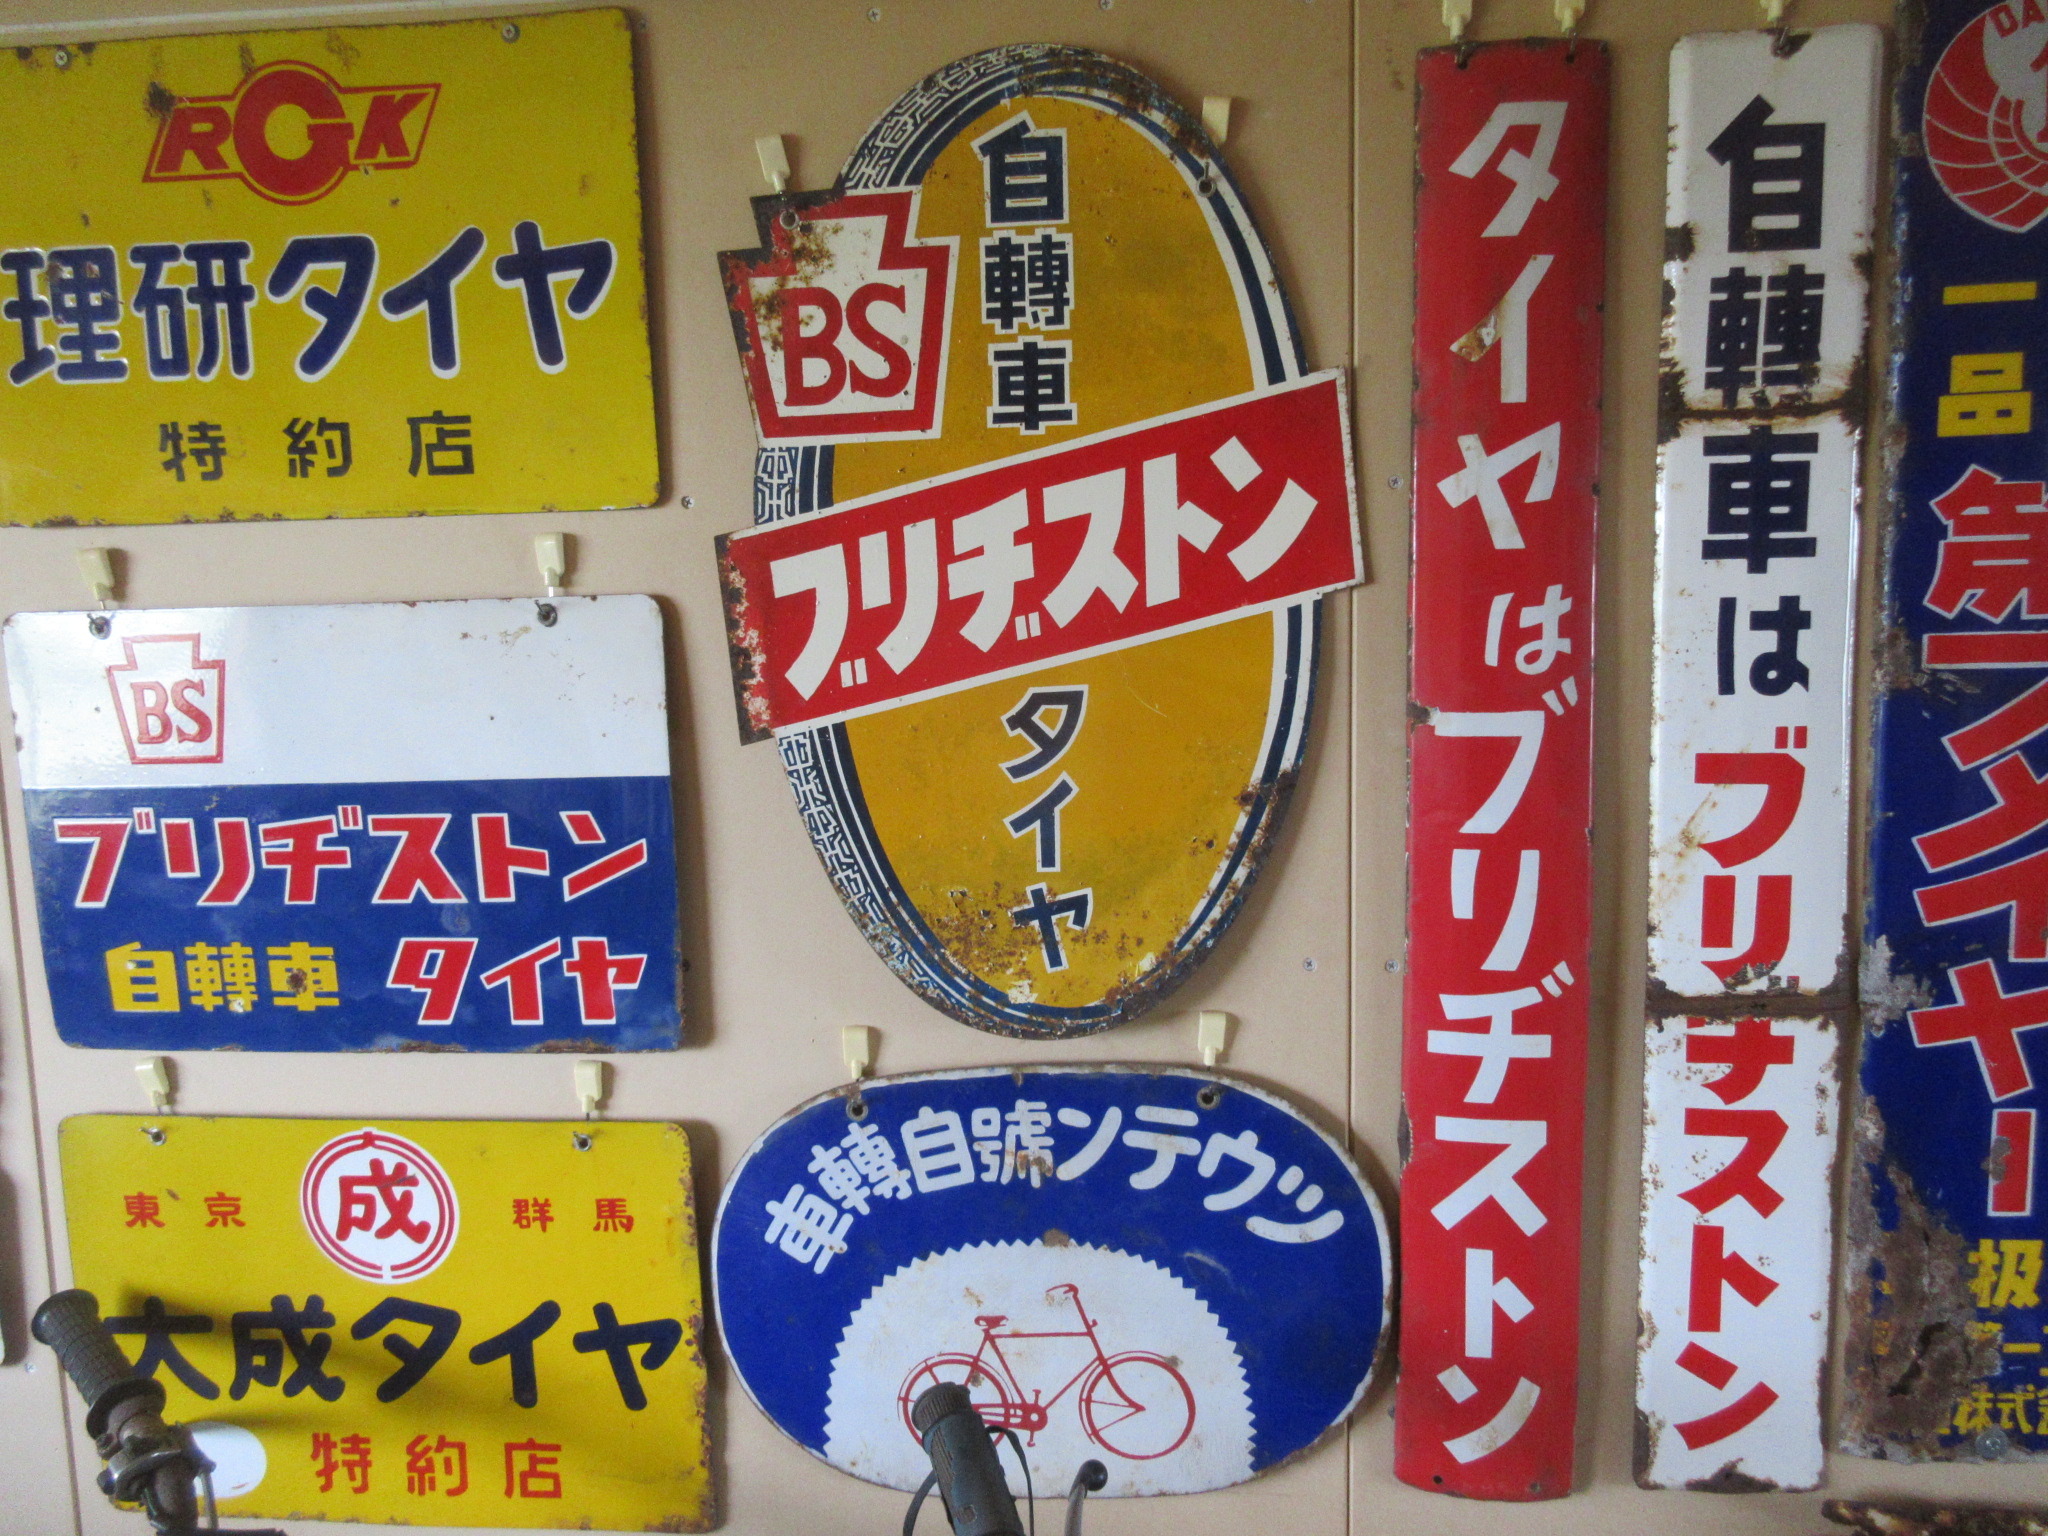 RGK
理研タイヤ
特約店
BS
ブリヂストン
自轉車 タイヤ
東京 成 群馬
大成タイヤ
特約店
BS
自轉車
ブリヂストン
タイヤ
車轉自號ンテウツ
タイヤはブリヂストン
自轉車はブリヂストン
DA
一品
扱
株式